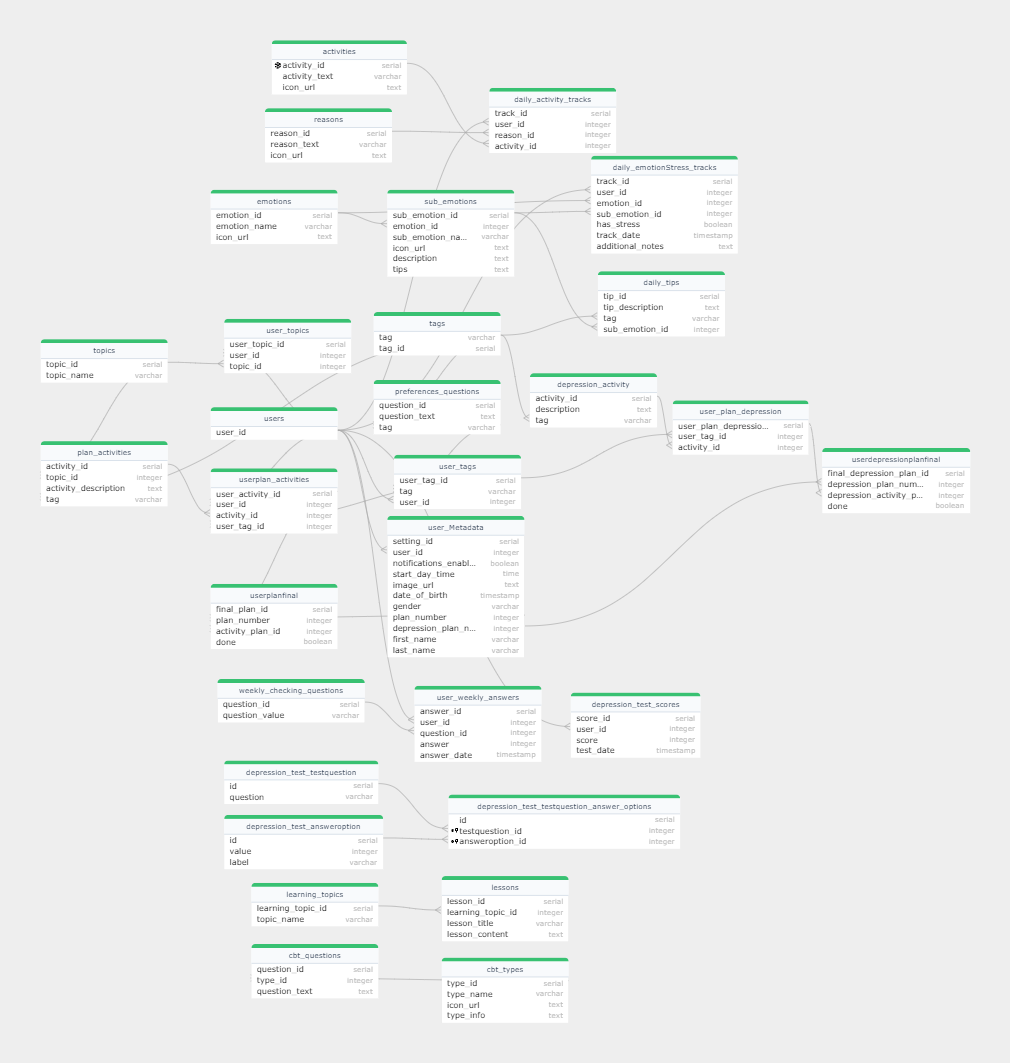 activities
activity_id serial
activity_text varchar
icon_url text
daily_activity_tracks
track_id serial
user_id integer
reason_id integer
activity_id integer
reasons
reason_id serial
reason_text varchar
icon_url text
daily_emotionStress_tracks
track_id serial
user_id integer
emotion_id integer
sub_emotion_id integer
has_stress boolean
track_date timestamp
additional_notes text
emotions
emotion_id serial
emotion_name varchar
icon_url text
sub_emotions
sub_emotion_id serial
emotion_id integer
sub_emotion_na... varchar
icon_url text
description text
tips text
daily_tips
tip_id serial
tip_description text
tag varchar
sub_emotion_id integer
tags
tag varchar
tag_id serial
user_topics
user_topic_id serial
user_id integer
topic_id integer
topics
topic_id serial
topic_name varchar
depression_activity
activity_id serial
description text
tag varchar
preferences_questions
question_id serial
question_text text
tag varchar
user_plan_depression
user_plan_depressio... serial
user_tag_id integer
activity_id integer
users
user_id
plan_activities
activity_id serial
topic_id integer
activity_description text
tag varchar
userdepressionplanfinal
final_depression_plan_id serial
depression_plan_num... integer
depression_activity_p... integer
done boolean
user_tags
user_tag_id serial
tag varchar
user_id integer
userplan_activities
user_activity_id serial
user_id integer
activity_id integer
user_tag_id integer
user_Metadata
setting_id serial
user_id integer
notifications_enabl... boolean
start_day_time time
image_url text
date_of_birth timestamp
gender varchar
plan_number integer
depression_plan_n... integer
first_name varchar
last_name varchar
userplanfinal
final_plan_id serial
plan_number integer
activity_plan_id integer
done boolean
weekly_checking_questions
question_id serial
question_value varchar
user_weekly_answers
answer_id serial
user_id integer
question_id integer
answer integer
answer_date timestamp
depression_test_scores
score_id serial
user_id integer
score integer
test_date timestamp
depression_test_testquestion
id serial
question varchar
depression_test_testquestion_answer_options
id serial
testquestion_id integer
answeroption_id integer
depression_test_answeroption
id serial
value integer
label varchar
learning_topics
learning_topic_id serial
topic_name varchar
lessons
lesson_id serial
learning_topic_id integer
lesson_title varchar
lesson_content text
cbt_questions
question_id serial
type_id integer
question_text text
cbt_types
type_id serial
type_name varchar
icon_url text
type_info text